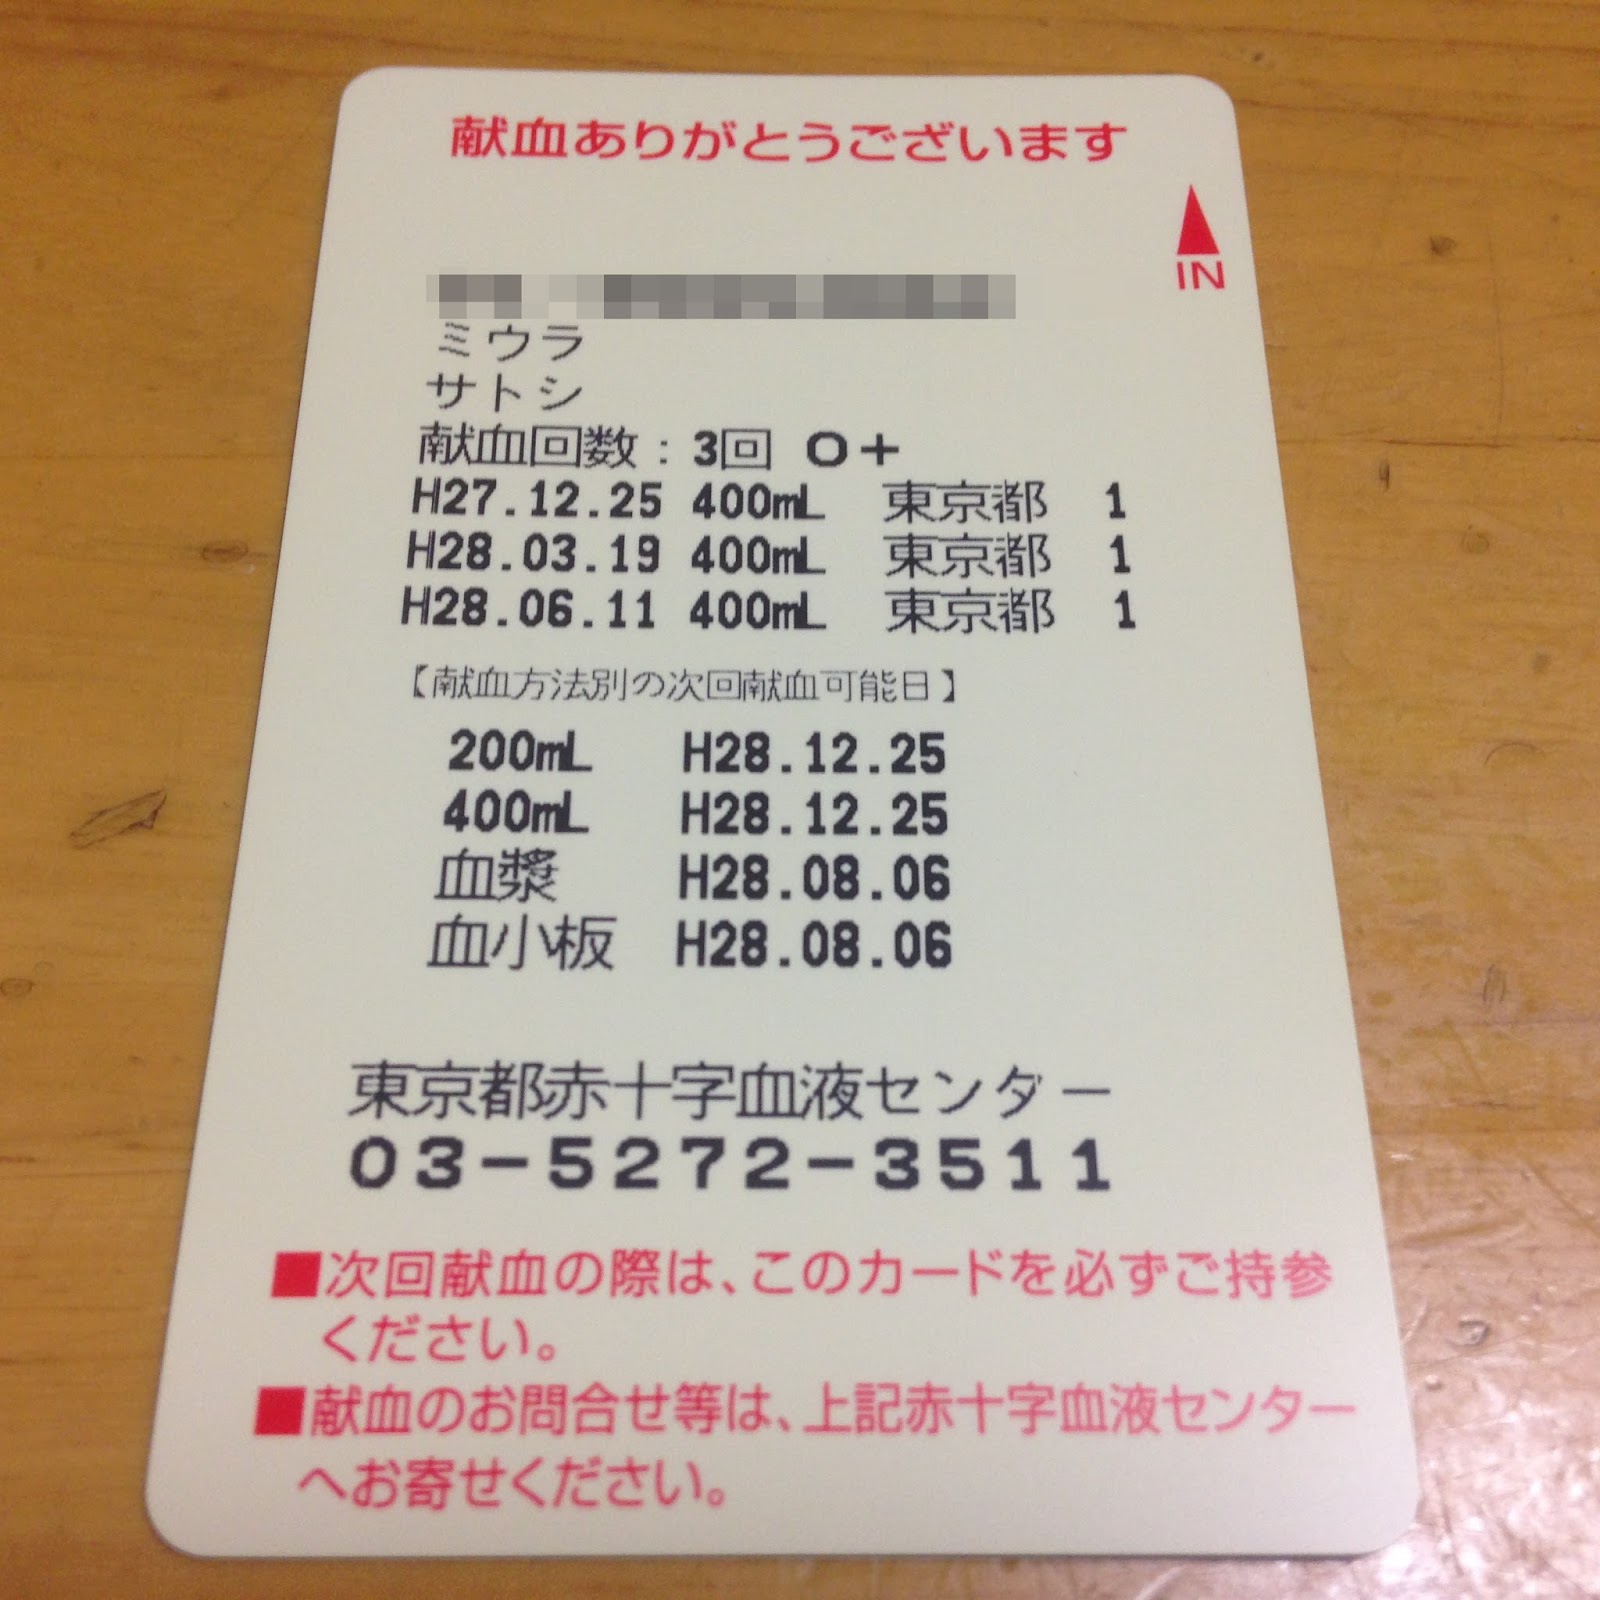 献血ありがとうございます
IN
ミウラ
サトシ
献血回数：3回 O＋
H27.12.25 400mL 東京都 1
H28.03.19 400mL 東京都 1
H28.06.11 400mL 東京都 1
【献血方法別の次回献血可能日】
200mL H28.12.25
400mL H28.12.25
血漿 H28.08.06
血小板 H28.08.06
東京都赤十字血液センター
03-5272-3511
■次回献血の際は、このカードを必ずご持参
ください。
■献血のお問合せ等は、上記赤十字血液センター
へお寄せください。